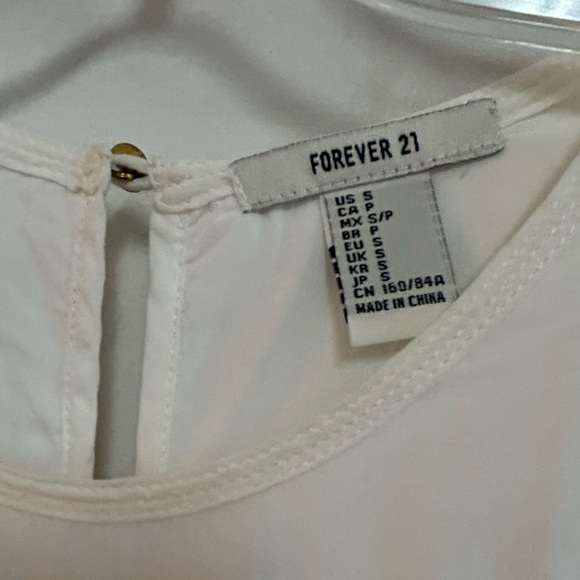 FOREVER 21
US S
CA P
MX S/P
BR P
EU S
UK S
KR S
JP S
CN 160/84A
MADE IN CHINA